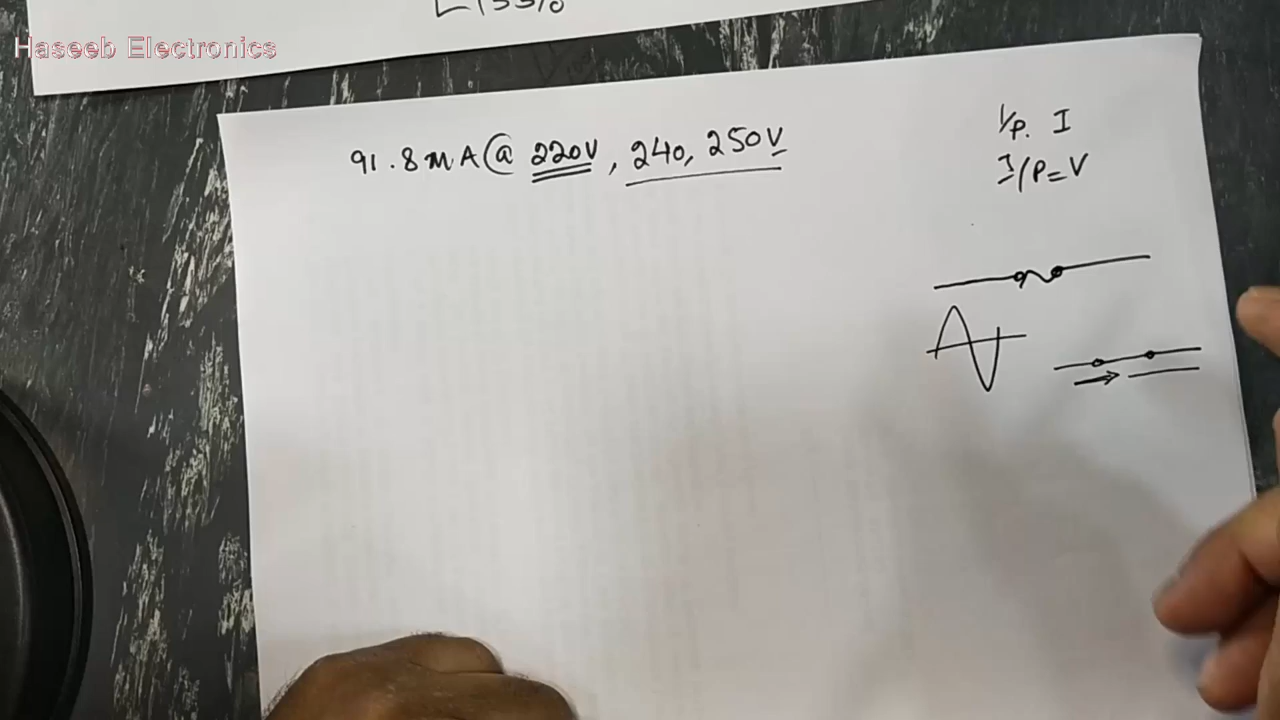 Haseeb Electronics
91.8mA@ 220V, 240, 250V
I/P. I
I/P=V